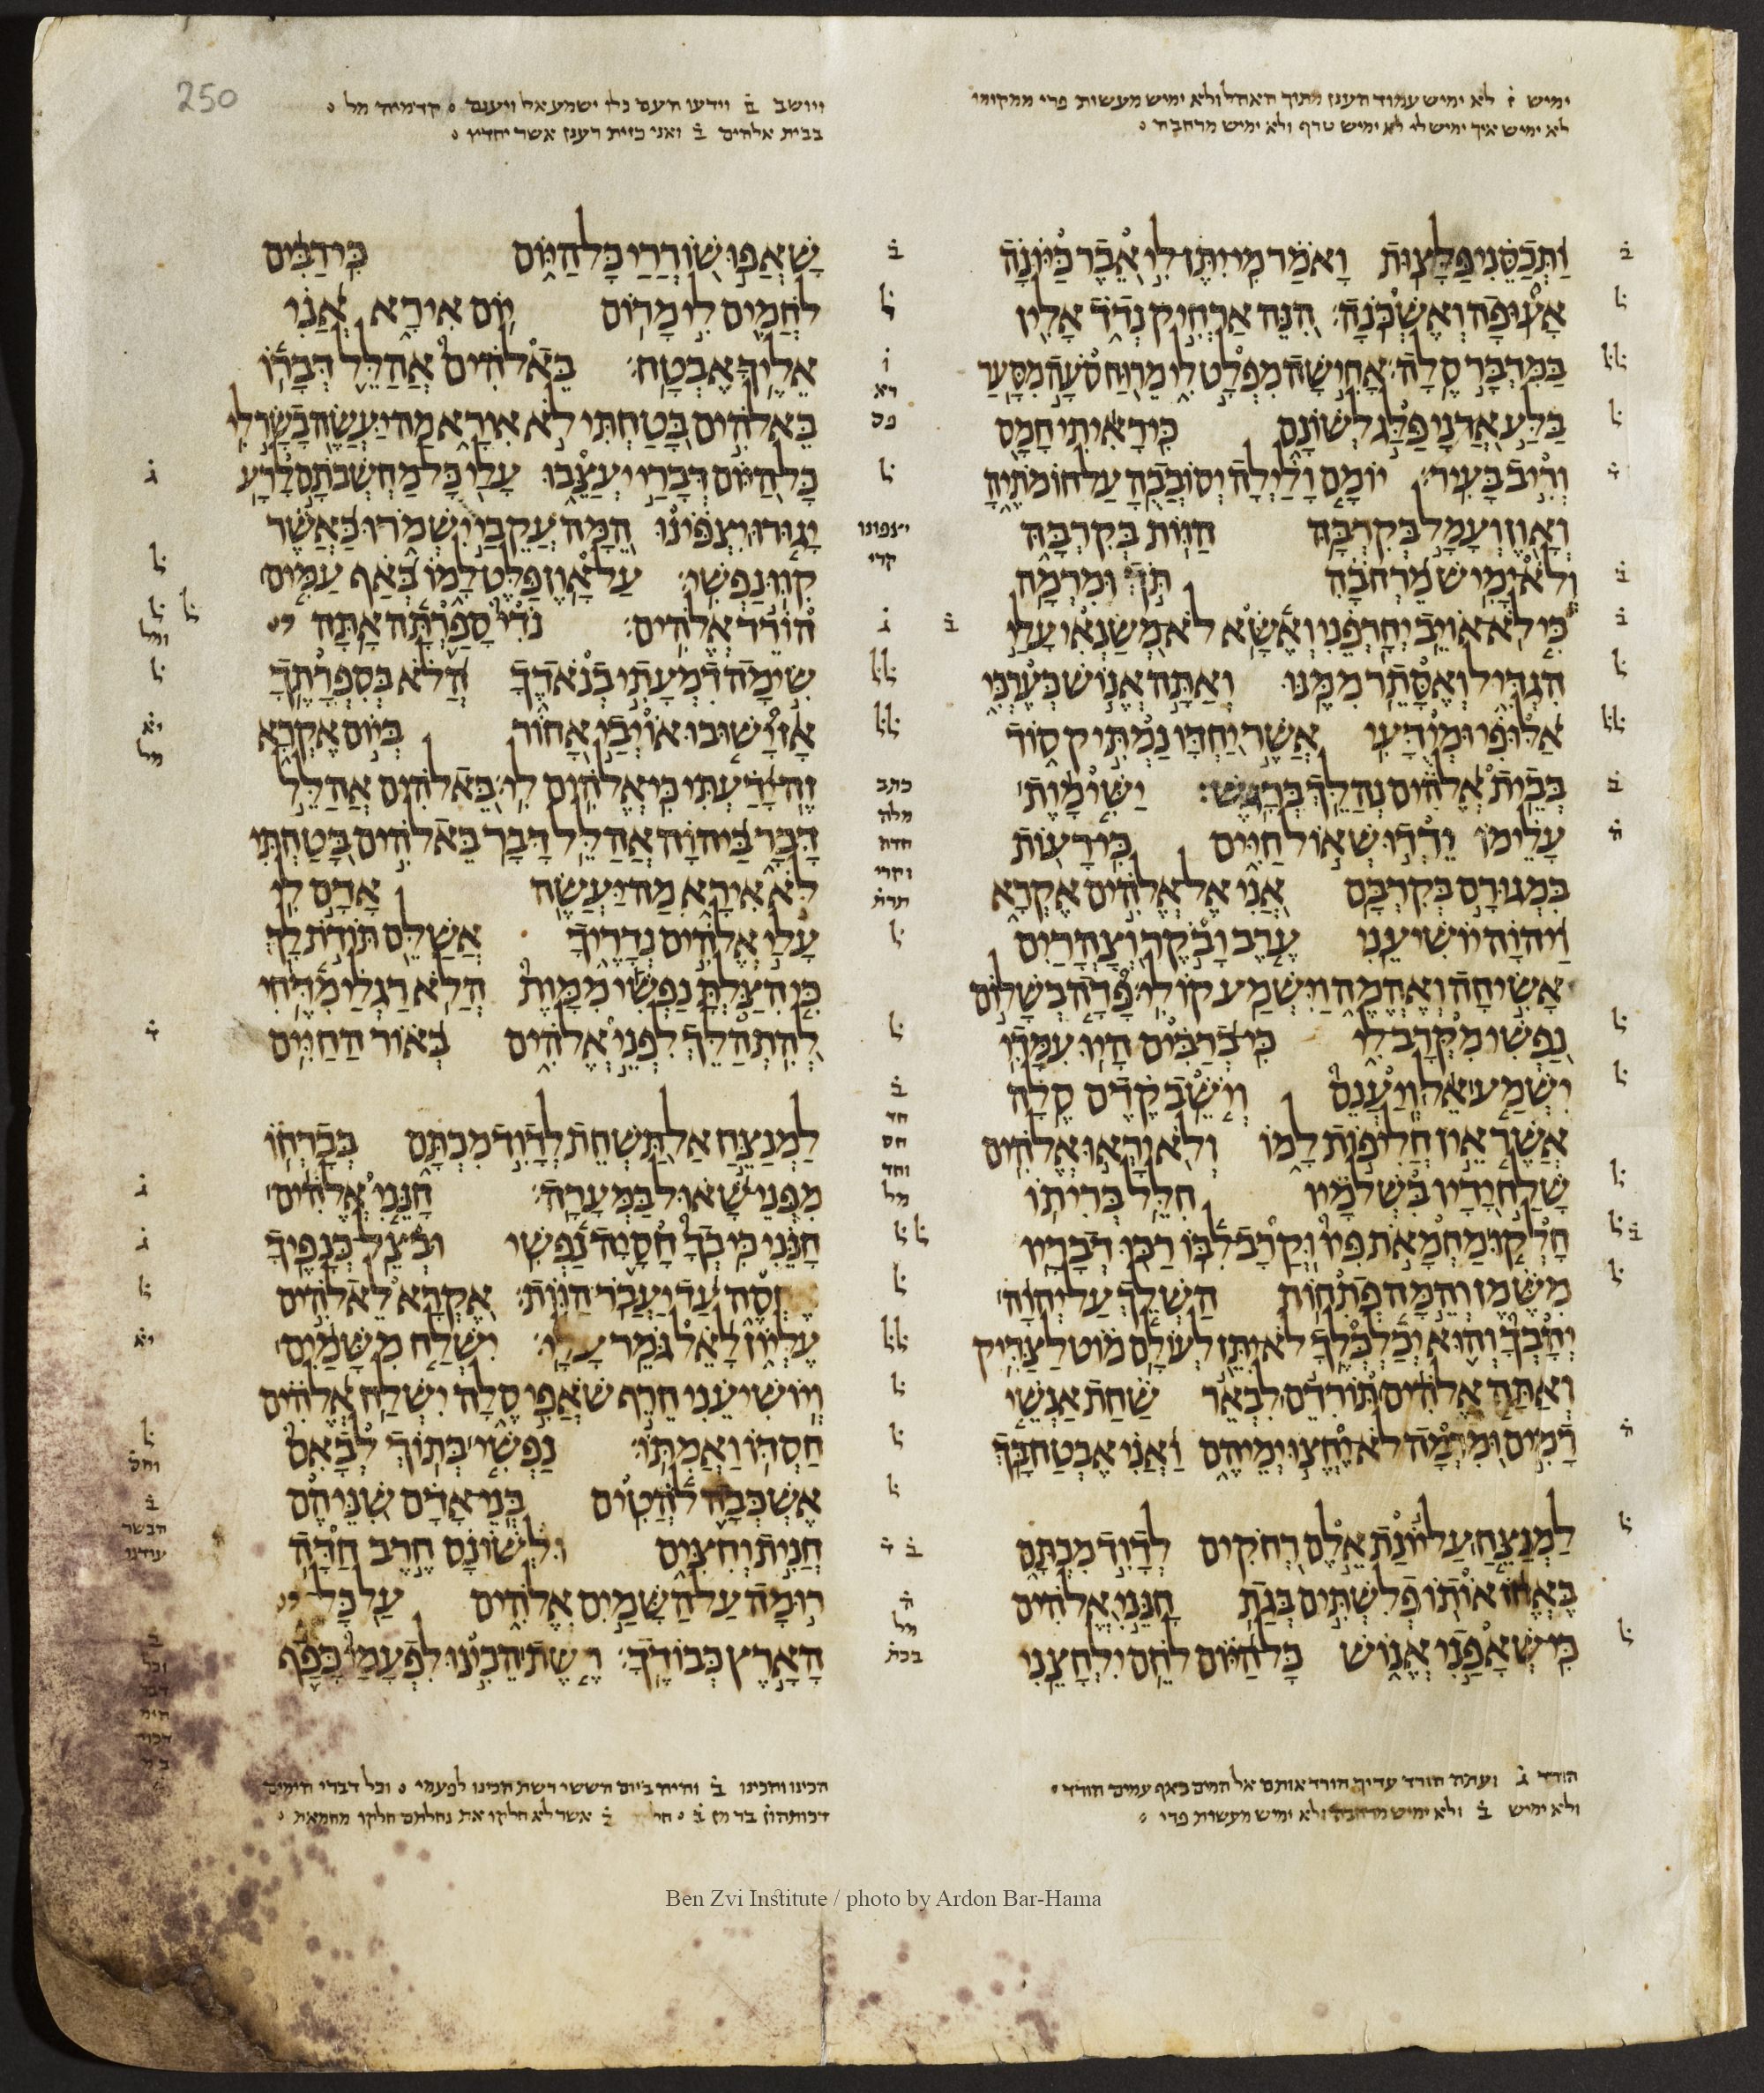 250
ימיש ז לא ימיש עמוד הענן מתוך האהל ולא ימיש מעשות פרי ממקומו
לא ימיש איך ימיש לי לא ימיש טרף ולא ימיש מרחבה
ותכסני פלצות ואמר מי יתן לי אבר כיונה
אעופה ואשכנה הנה ארחיק נדד אלין
במדבר סלה אחישה מפלט לי מרוח סעה מסער
בלע אדני פלג לשונם כי ראיתי חמס
וריב בעיר יומם ולילה יסובבה על חומתיה
ואון ועמל בקרבה הוות בקרבה
ולא ימיש מרחבה תך ומרמה
כי לא אויב יחרפני ואשא לא משנאי עלי
הגדיל ואסתר ממנו ואתה אנוש כערכי
אלופי ומידעי אשר יחדו נמתיק סוד
בבית אלהים נהלך ברגש ישימות
עלימו ירדו שאול חיים כי רעות
במגורם בקרבם אני אל אלהים אקרא
ויהוה יושיעני ערב ובקר וצהרים
אשיחה ואהמה וישמע קולי פדה בשלום
נפשי מקרב לי כי ברבים היו עמדי
ישמע אל ויענם וישב קדם סלה
אשר אין חליפות למו ולא יראו אלהים
שלח ידיו בשלמיו חלל בריתו
חלקו מחמאת פיו וקרב לבו רכו דבריו
משמן והמה פתחות השלך על יהוה
יהבך והוא יכלכלך לא יתן לעולם מוט לצדיק
ואתה אלהים תורדם לבאר שחת אנשי
דמים ומרמה לא יחצו ימיהם ואני אבטח בך
למנצח על יונת אלם רחקים לדוד מכתם
באחז אותו פלשתים בגת חנני אלהים
כי שאפני אנוש כל היום לחם ילחצני
הורד ג ועתה הורד עדיך הורד אותם אל המים באף עמים הורד
ולא ימיש ב ולא ימיש מרחבה ולא ימיש מעשות פרי
ויושב ב וידעו העם כלו ישמע אל ויענם קדמיה מל
בבית אלהים ב ואני כזית רענן אשר יחדיו
שאפו שוררי כל היום כי רבים
לחמים לי מרום יום אירא אני
אליך אבטח באלהים אהלל דברו
באלהים בטחתי לא אירא מה יעשה בשר לי
כל היום דברי יעצבו עלי כל מחשבתם לרע
יגורו יצפינו המה עקבי ישמרו כאשר
קוו נפשי על און פלט למו באף עמים
הורד אלהים נדי ספרתה אתה
שימה דמעתי בנאדך הלא בספרתך
אז ישובו אויבי אחור ביום אקרא
זה ידעתי כי אלהים לי באלהים אהלל
דבר ביהוה אהלל דבר באלהים בטחתי
לא אירא מה יעשה אדם לי
עלי אלהים נדריך אשלם תודת לך
כי הצלת נפשי ממות הלא רגלי מדחי
להתהלך לפני אלהים באור החיים
למנצח אל תשחת לדוד מכתם בברחו
מפני שאול במערה חנני אלהים
חנני כי בך חסיה נפשי ובצל כנפיך
אחסה עד יעבר הוות אקרא לאלהים
עליון לאל גמר עלי ישלח משמים
ויושיעני חרף שאפי סלה ישלח אלהים
חסדו ואמתו נפשי בתוך לבאם
אשכבה להטים בני אדם שניהם
חנית וחצים ולשונם חרב חדה
רומה על השמים אלהים על כל
הארץ כבודך רשת הכינו לפעמי כפף
הכינו והכינו ב והיה ביום הששי רשת הכינו לפעמי וכל דברי הימים
דכותהון בר מן ב אשר לא חלקו את נחלתם חלקו מחמאת
יצפונו
קרי
כתב
מלה
חדה
וקרי
תרת
Ben Zvi Institute / photo by Ardon Bar-Hama